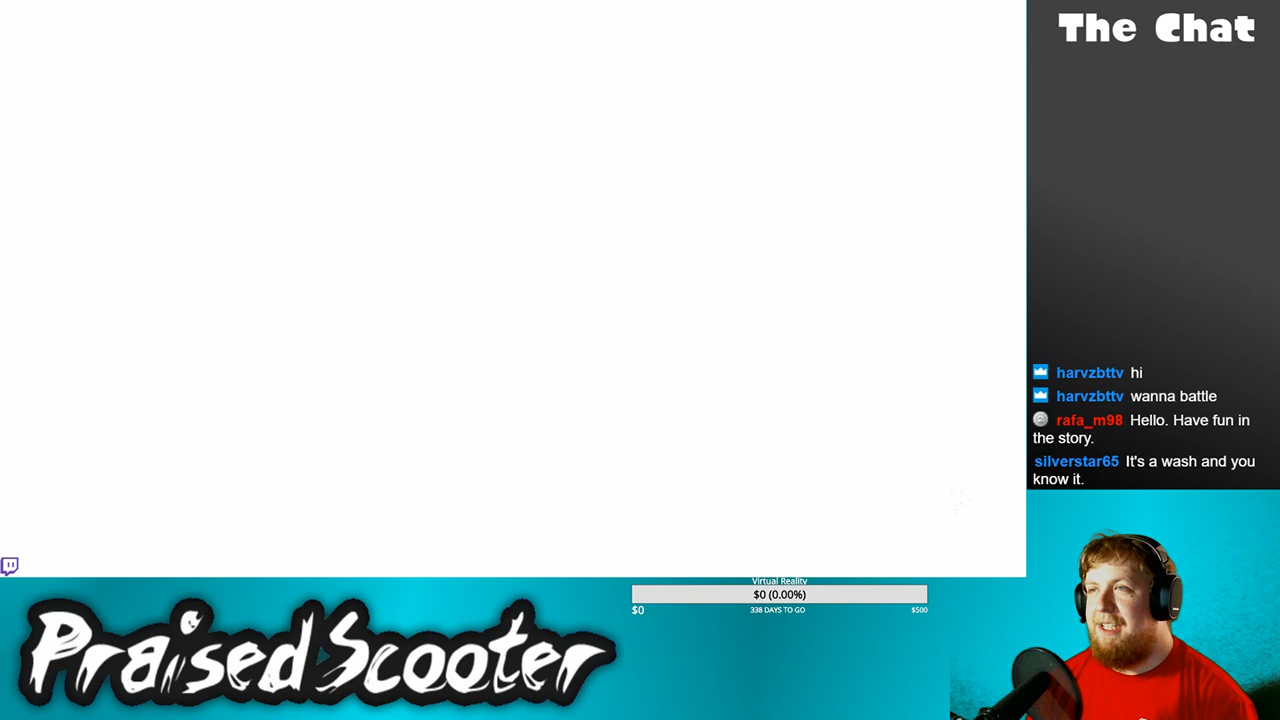 The Chat
harvzbttv hi
harvzbttv wanna battle
rafa_m98 Hello. Have fun in
the story.
silverstar65 It's a wash and you
know it.
Virtual Reality
$0 (0.00%)
$0 338 DAYS TO GO $500
PraisedScooter